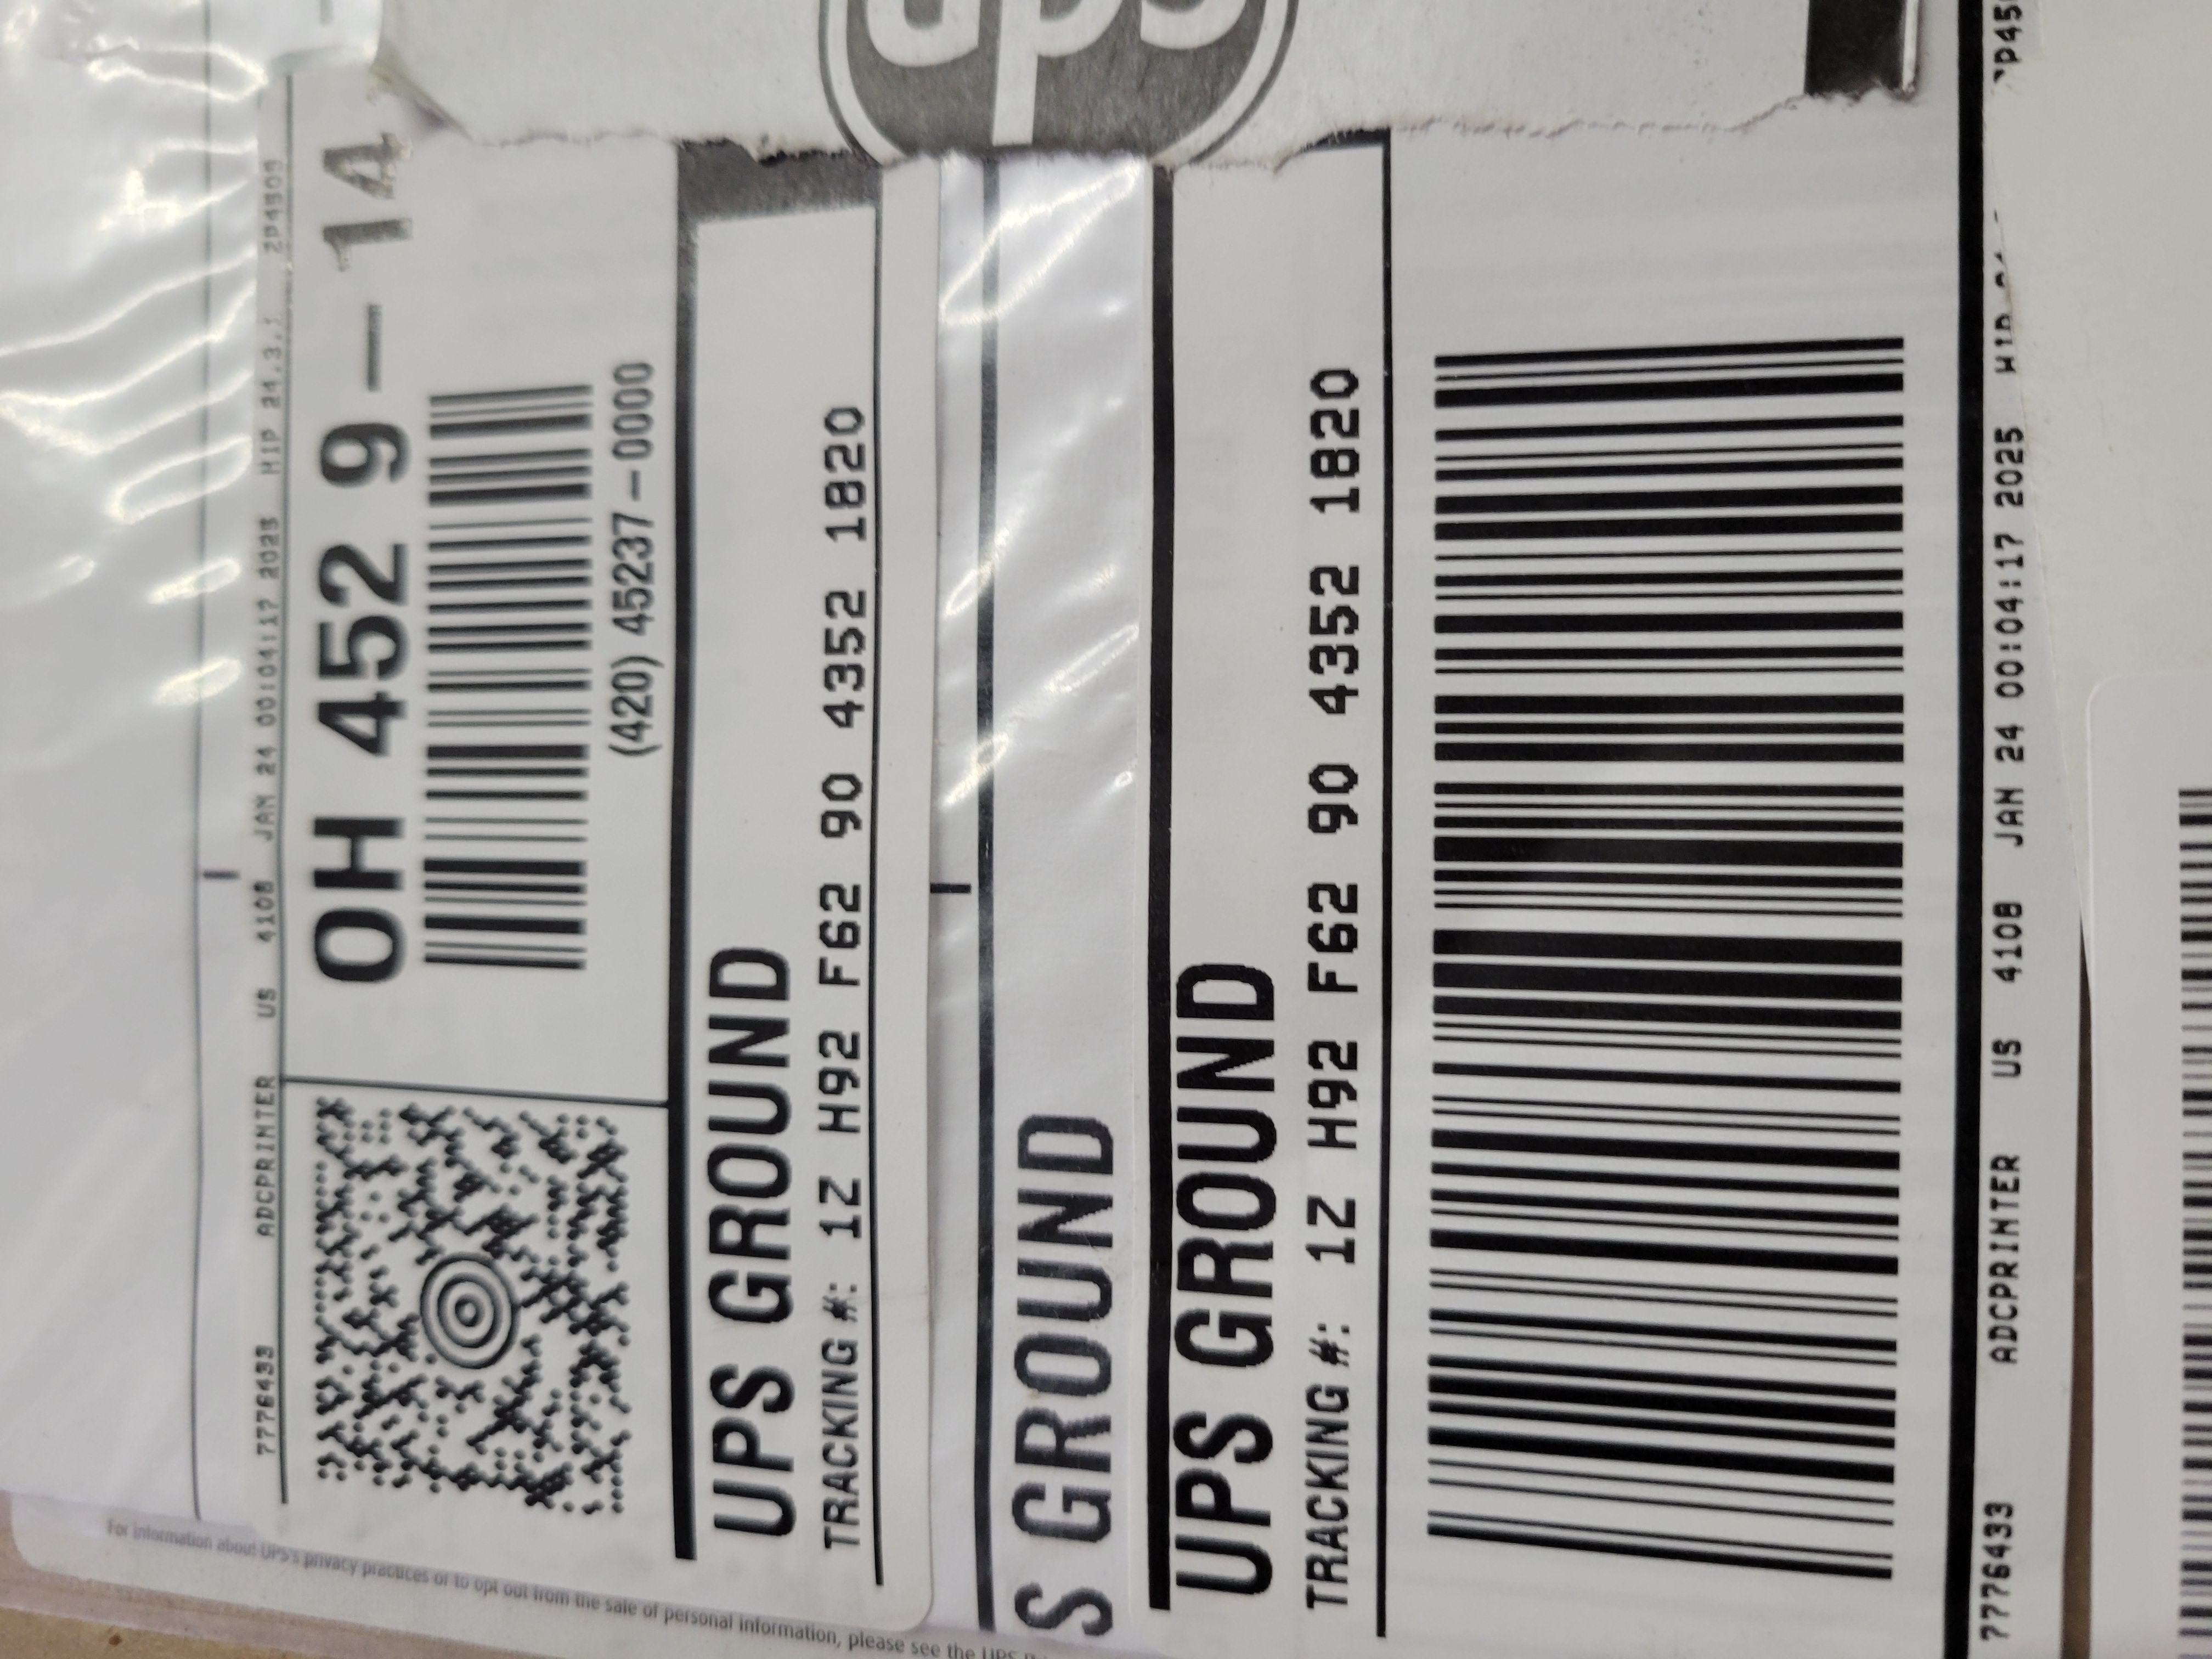 ups
For information about UPS's privacy practices or to opt out from the sale of personal information, please see the UPS
7776433 ADCPRINTER US 4108 JAN 24 00:04:17 2025 HIP 24.3.1 ZP450
OH 452 9-14
(420) 45237-0000
UPS GROUND
TRACKING #: 1Z H92 F62 90 4352 1820
S GROUND
UPS GROUND
TRACKING #: 1Z H92 F62 90 4352 1820
7776433 ADCPRINTER US 4108 JAN 24 00:04:17 2025